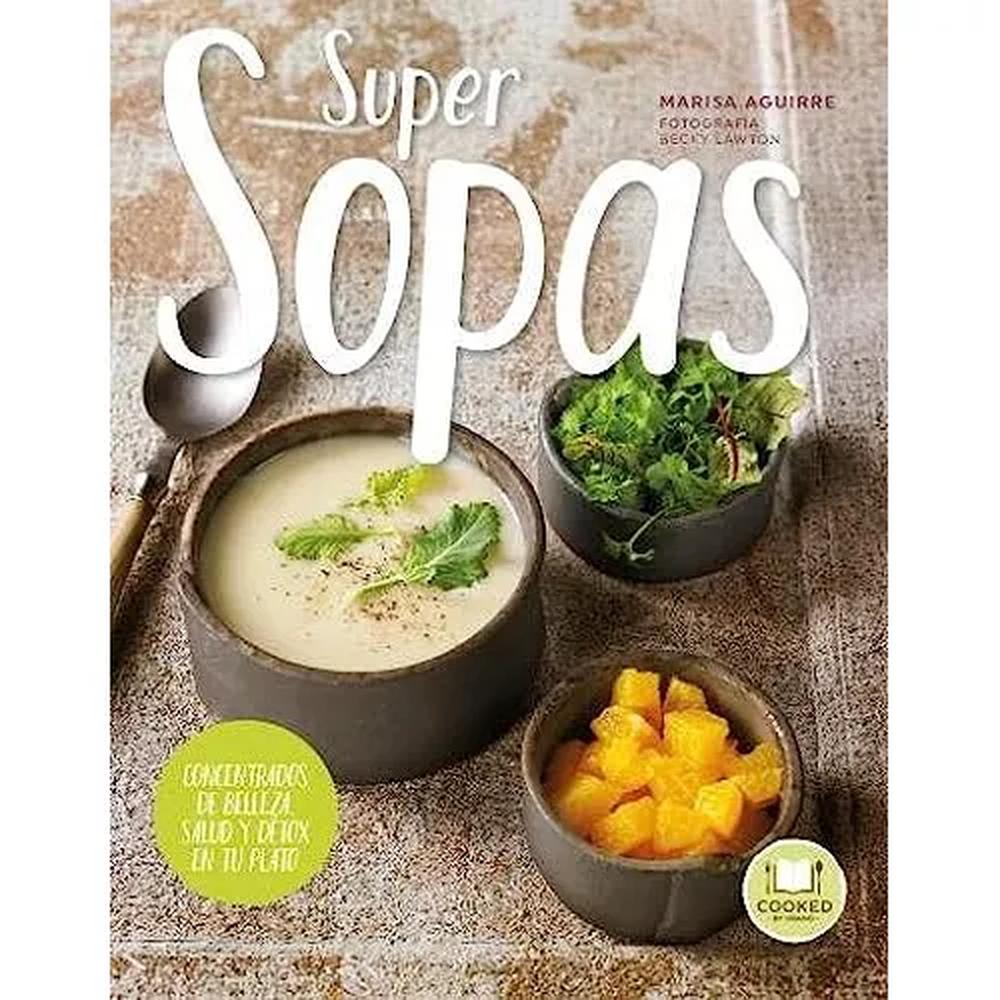 Super
Sopas
MARISA AGUIRRE
FOTOGRAFÍA
BECKY LAWTON
CONCENTRADOS
DE BELLEZA,
SALUD Y DETOX
EN TU PLATO
COOKED